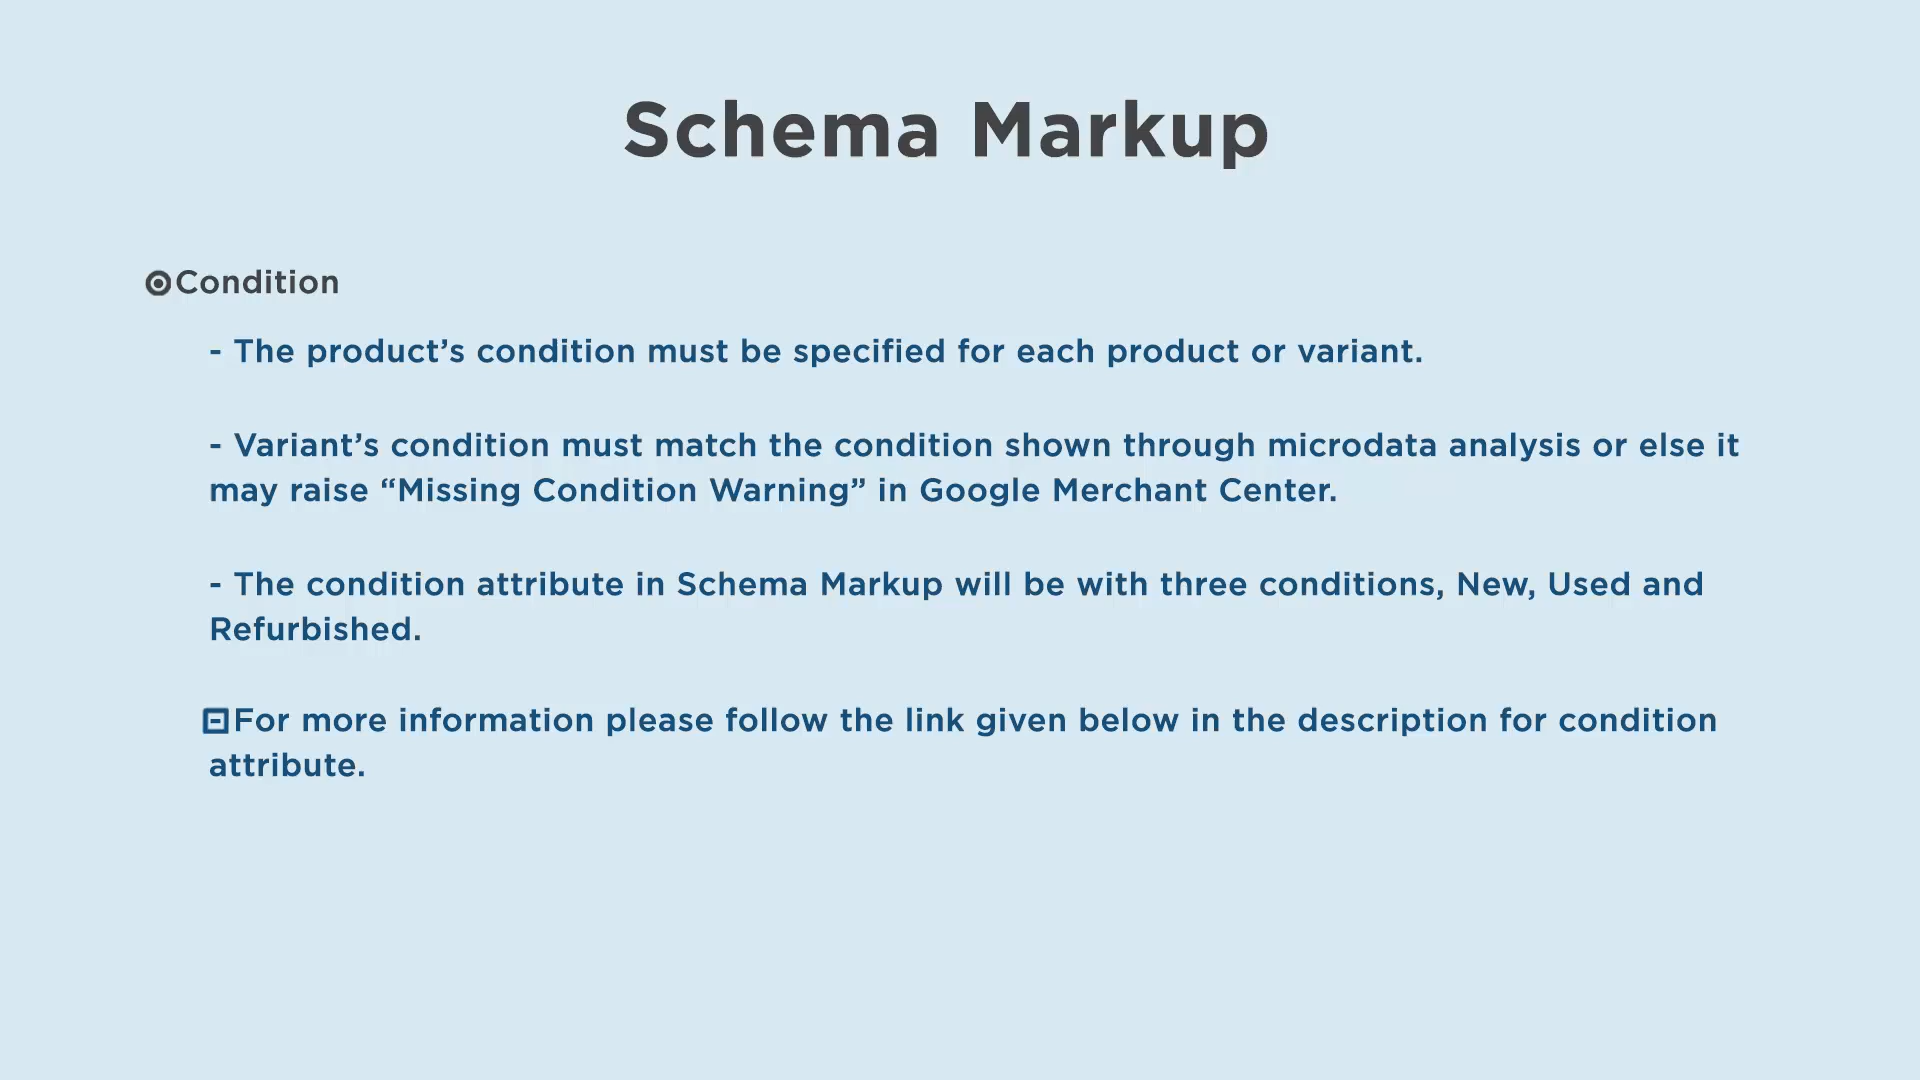 Schema Markup
Condition
- The product’s condition must be specified for each product or variant.
- Variant’s condition must match the condition shown through microdata analysis or else it
may raise “Missing Condition Warning” in Google Merchant Center.
- The condition attribute in Schema Markup will be with three conditions, New, Used and
Refurbished.
For more information please follow the link given below in the description for condition
attribute.